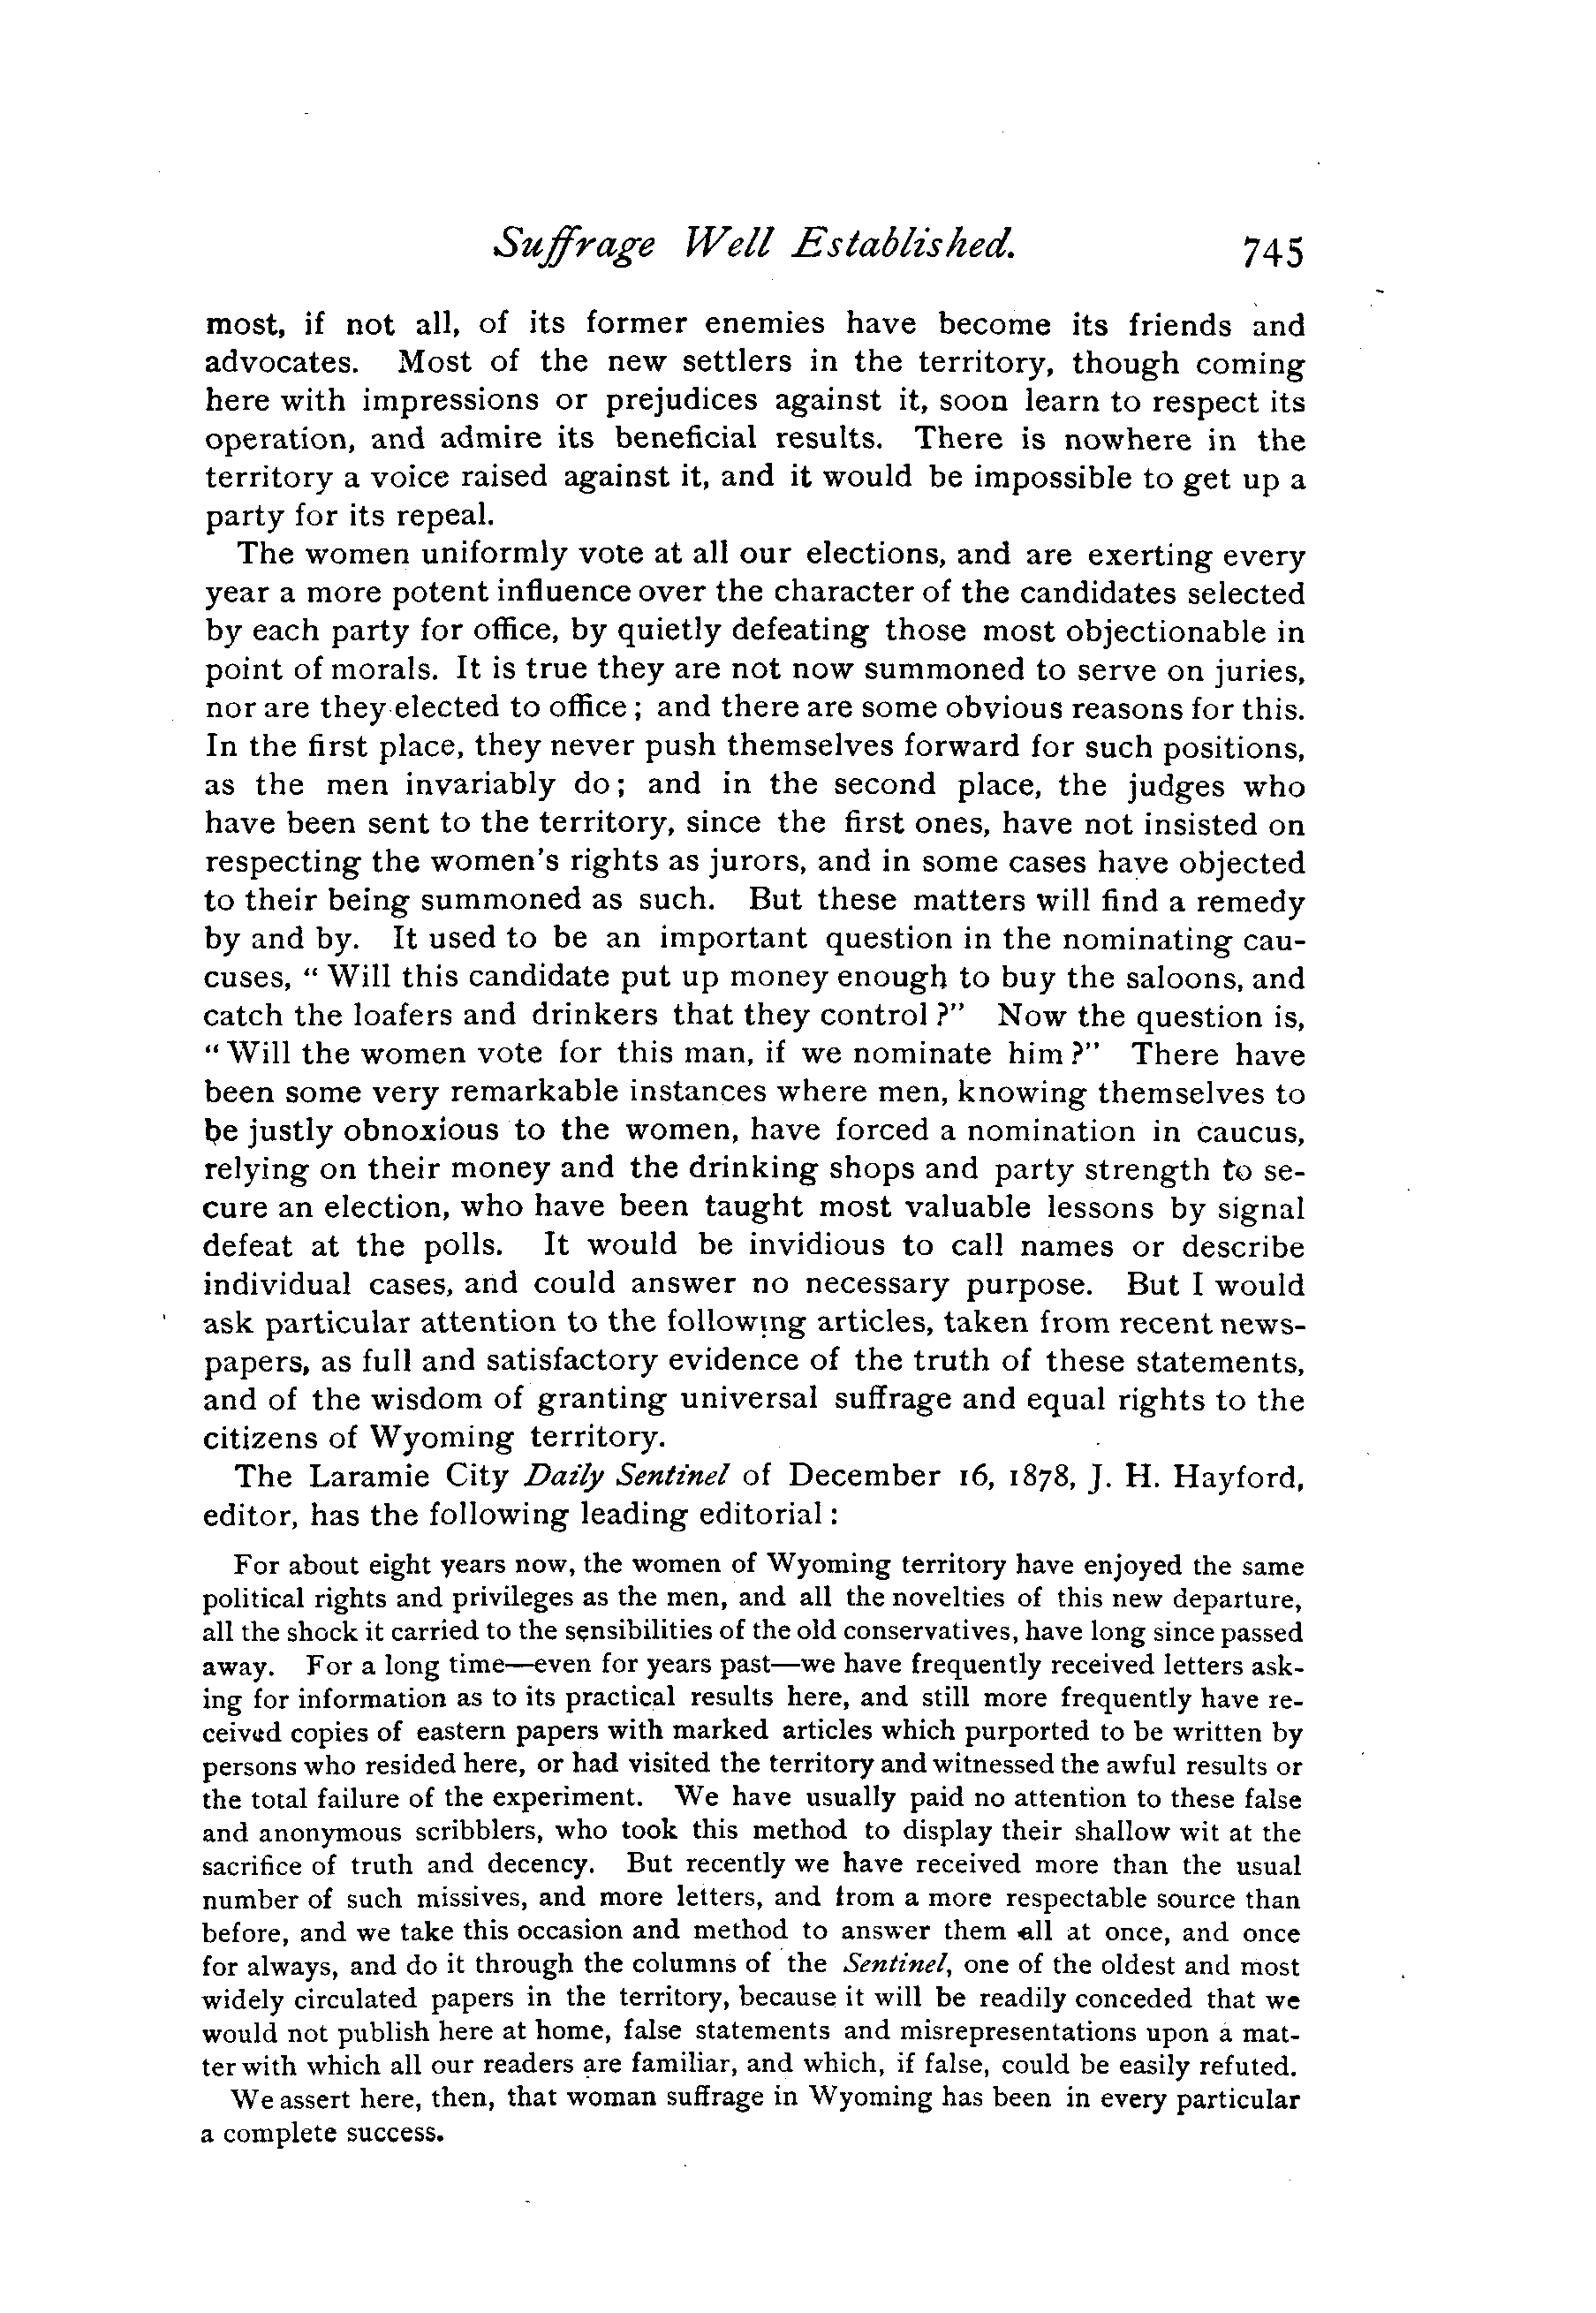 Suffrage Well Established. 745
most, if not all, of its former enemies have become its friends and
advocates. Most of the new settlers in the territory, though coming
here with impressions or prejudices against it, soon learn to respect its
operation, and admire its beneficial results. There is nowhere in the
territory a voice raised against it, and it would be impossible to get up a
party for its repeal.
The women uniformly vote at all our elections, and are exerting every
year a more potent influence over the character of the candidates selected
by each party for office, by quietly defeating those most objectionable in
point of morals. It is true they are not now summoned to serve on juries,
nor are they elected to office; and there are some obvious reasons for this.
In the first place, they never push themselves forward for such positions,
as the men invariably do; and in the second place, the judges who
have been sent to the territory, since the first ones, have not insisted on
respecting the women's rights as jurors, and in some cases have objected
to their being summoned as such. But these matters will find a remedy
by and by. It used to be an important question in the nominating cau-
cuses, "Will this candidate put up money enough to buy the saloons, and
catch the loafers and drinkers that they control?" Now the question is,
"Will the women vote for this man, if we nominate him?" There have
been some very remarkable instances where men, knowing themselves to
be justly obnoxious to the women, have forced a nomination in caucus,
relying on their money and the drinking shops and party strength to se-
cure an election, who have been taught most valuable lessons by signal
defeat at the polls. It would be invidious to call names or describe
individual cases, and could answer no necessary purpose. But I would
ask particular attention to the following articles, taken from recent news-
papers, as full and satisfactory evidence of the truth of these statements,
and of the wisdom of granting universal suffrage and equal rights to the
citizens of Wyoming territory.
The Laramie City Daily Sentinel of December 16, 1878, J. H. Hayford,
editor, has the following leading editorial:
For about eight years now, the women of Wyoming territory have enjoyed the same
political rights and privileges as the men, and all the novelties of this new departure,
all the shock it carried to the sensibilities of the old conservatives, have long since passed
away. For a long time—even for years past—we have frequently received letters ask-
ing for information as to its practical results here, and still more frequently have re-
ceived copies of eastern papers with marked articles which purported to be written by
persons who resided here, or had visited the territory and witnessed the awful results or
the total failure of the experiment. We have usually paid no attention to these false
and anonymous scribblers, who took this method to display their shallow wit at the
sacrifice of truth and decency. But recently we have received more than the usual
number of such missives, and more letters, and from a more respectable source than
before, and we take this occasion and method to answer them all at once, and once
for always, and do it through the columns of the Sentinel, one of the oldest and most
widely circulated papers in the territory, because it will be readily conceded that we
would not publish here at home, false statements and misrepresentations upon a mat-
ter with which all our readers are familiar, and which, if false, could be easily refuted.
We assert here, then, that woman suffrage in Wyoming has been in every particular
a complete success.